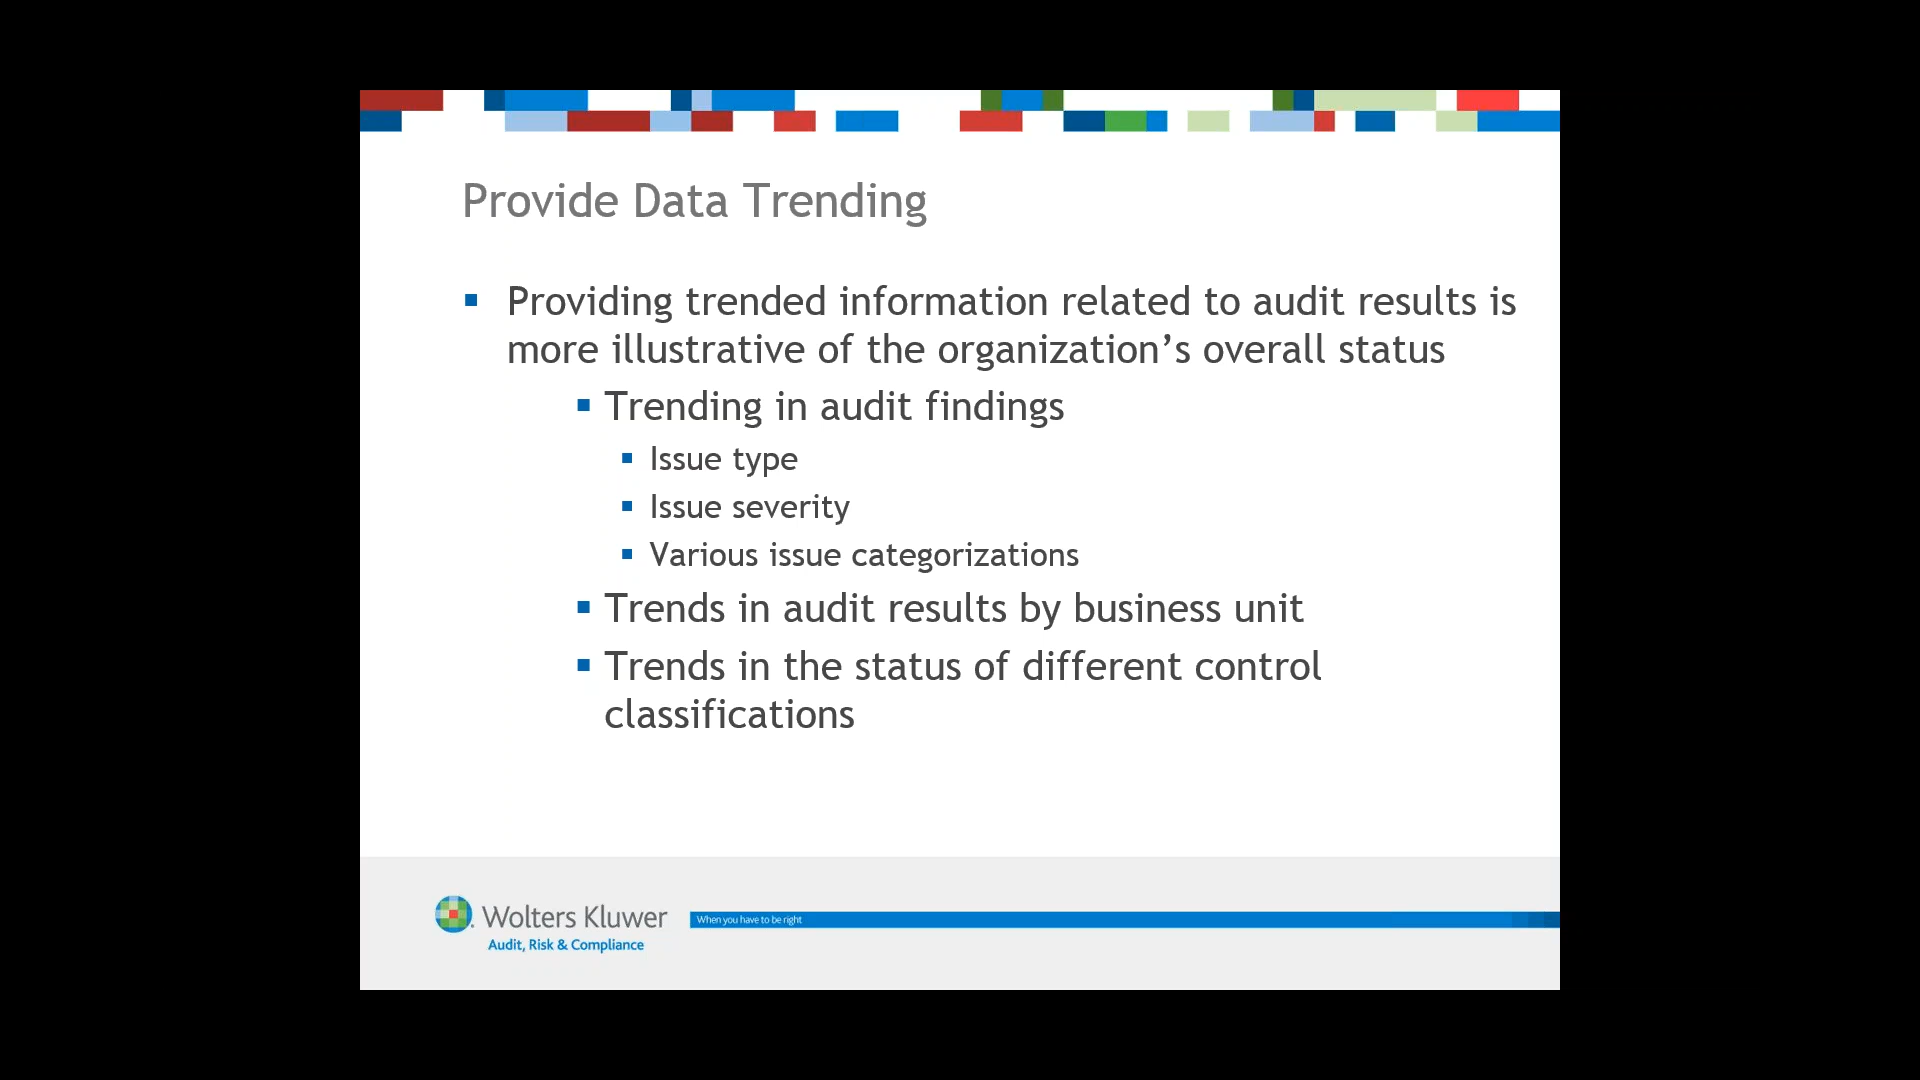 Provide Data Trending
Providing trended information related to audit results is
more illustrative of the organization’s overall status
Trending in audit findings
Issue type
Issue severity
Various issue categorizations
Trends in audit results by business unit
Trends in the status of different control
classifications
Wolters Kluwer
When you have to be right
Audit, Risk & Compliance